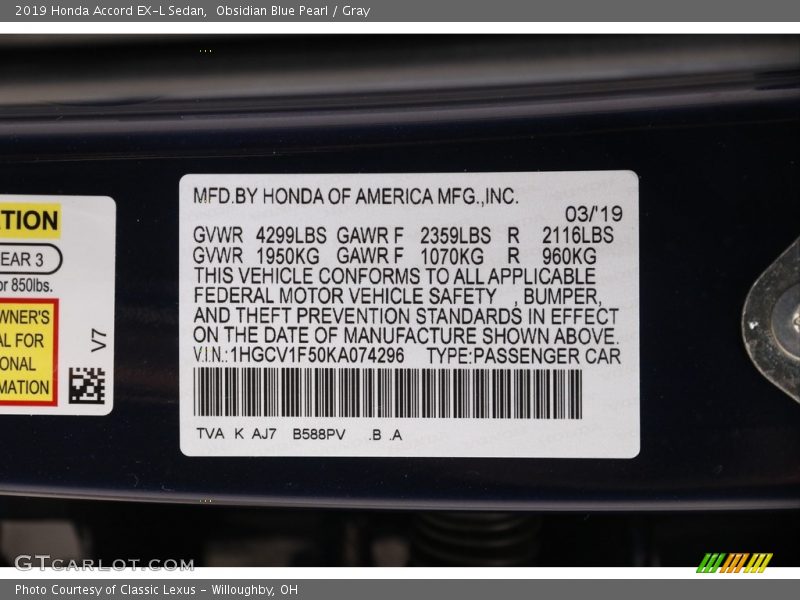 2019 Honda Accord EX-L Sedan, Obsidian Blue Pearl / Gray
MFD.BY HONDA OF AMERICA MFG.,INC.
03/'19
GVWR 4299LBS GAWR F 2359LBS R 2116LBS
GVWR 1950KG GAWR F 1070KG R 960KG
THIS VEHICLE CONFORMS TO ALL APPLICABLE
FEDERAL MOTOR VEHICLE SAFETY , BUMPER,
AND THEFT PREVENTION STANDARDS IN EFFECT
ON THE DATE OF MANUFACTURE SHOWN ABOVE.
V.I.N.:1HGCV1F50KA074296 TYPE:PASSENGER CAR
TVA K AJ7 B588PV .B .A
TION
EAR 3
or 850lbs.
WNER'S
AL FOR
ONAL
MATION
V7
GTCARLOT.COM
Photo Courtesy of Classic Lexus - Willoughby, OH